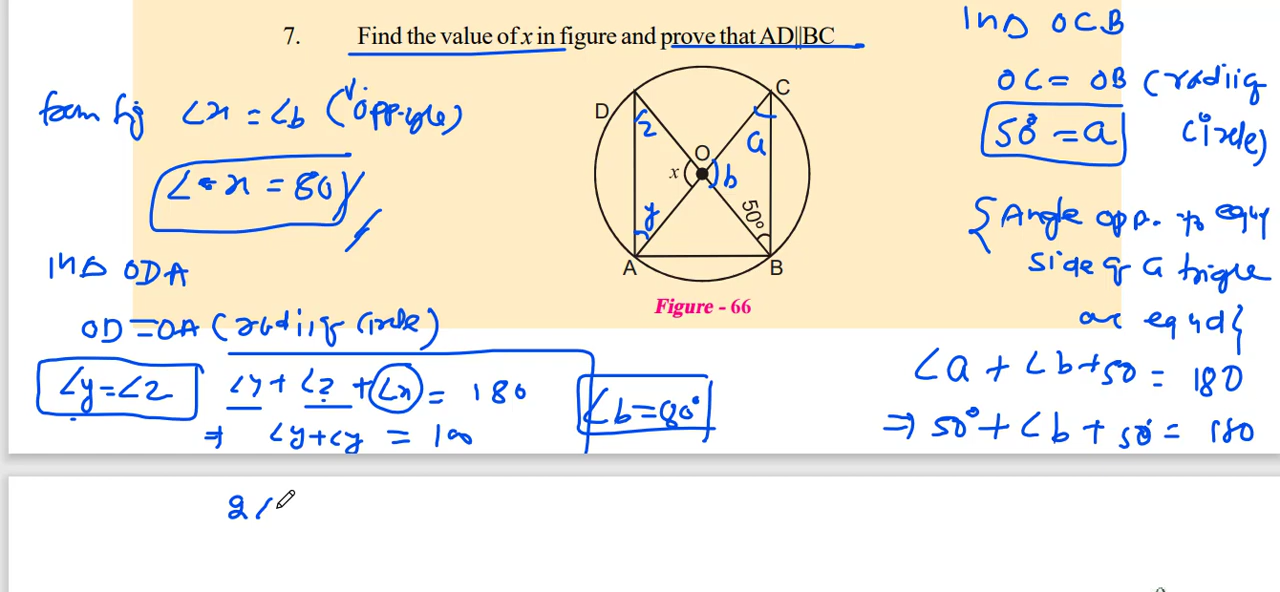 7. Find the value of x in figure and prove that AD||BC
In Δ OCB
OC = OB (radii of circle)
50° = a
{Angle opp. to equal
side of a
are equal}
∠a + ∠b + 50 = 180
⇒ 50° + ∠b + 50° = 180
∠b = 80°
from fig ∠x = ∠b (V.opp. angle)
∠x = 80
In Δ ODA
OD = OA (radii of circle)
∠y = ∠z
∠y + ∠z + ∠x = 180
⇒ ∠y + ∠y = 100
2
D
C
z
a
O
x
b
y
50°
A
B
Figure - 66